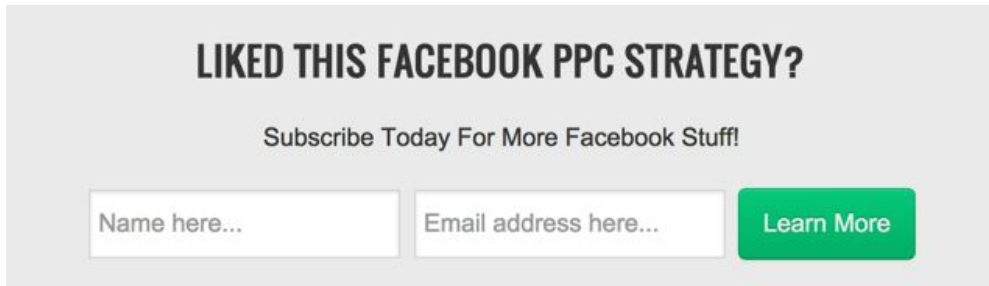 LIKED THIS FACEBOOK PPC STRATEGY?
Subscribe Today For More Facebook Stuff!
Name here... Email address here... Learn More